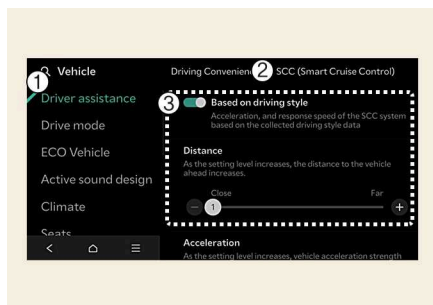 Vehicle
Driving Convenien 2 SCC (Smart Cruise Control)
1
Driver assistance
3 Based on driving style
Acceleration, and response speed of the SCC system
based on the collected driving style data
Drive mode
ECO Vehicle
Distance
As the setting level increases, the distance to the vehicle
ahead increases.
Active sound design
Close Far
Climate
1
Seats
Acceleration
As the setting level increases, vehicle acceleration strength